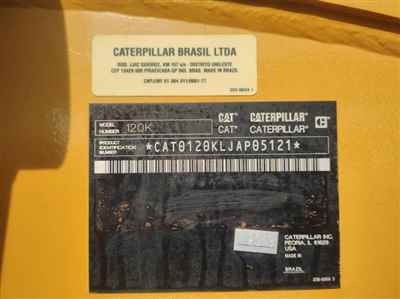 CATERPILLAR BRASIL LTDA
MADE IN BRAZIL
CAT CATERPILLAR
MODEL NUMBER 120K
CAT CATERPILLAR
PRODUCT IDENTIFICATION NUMBER *CAT0120KLJAP05121*
CATERPILLAR INC.
PEORIA, IL 61629
USA
MADE IN
BRAZIL